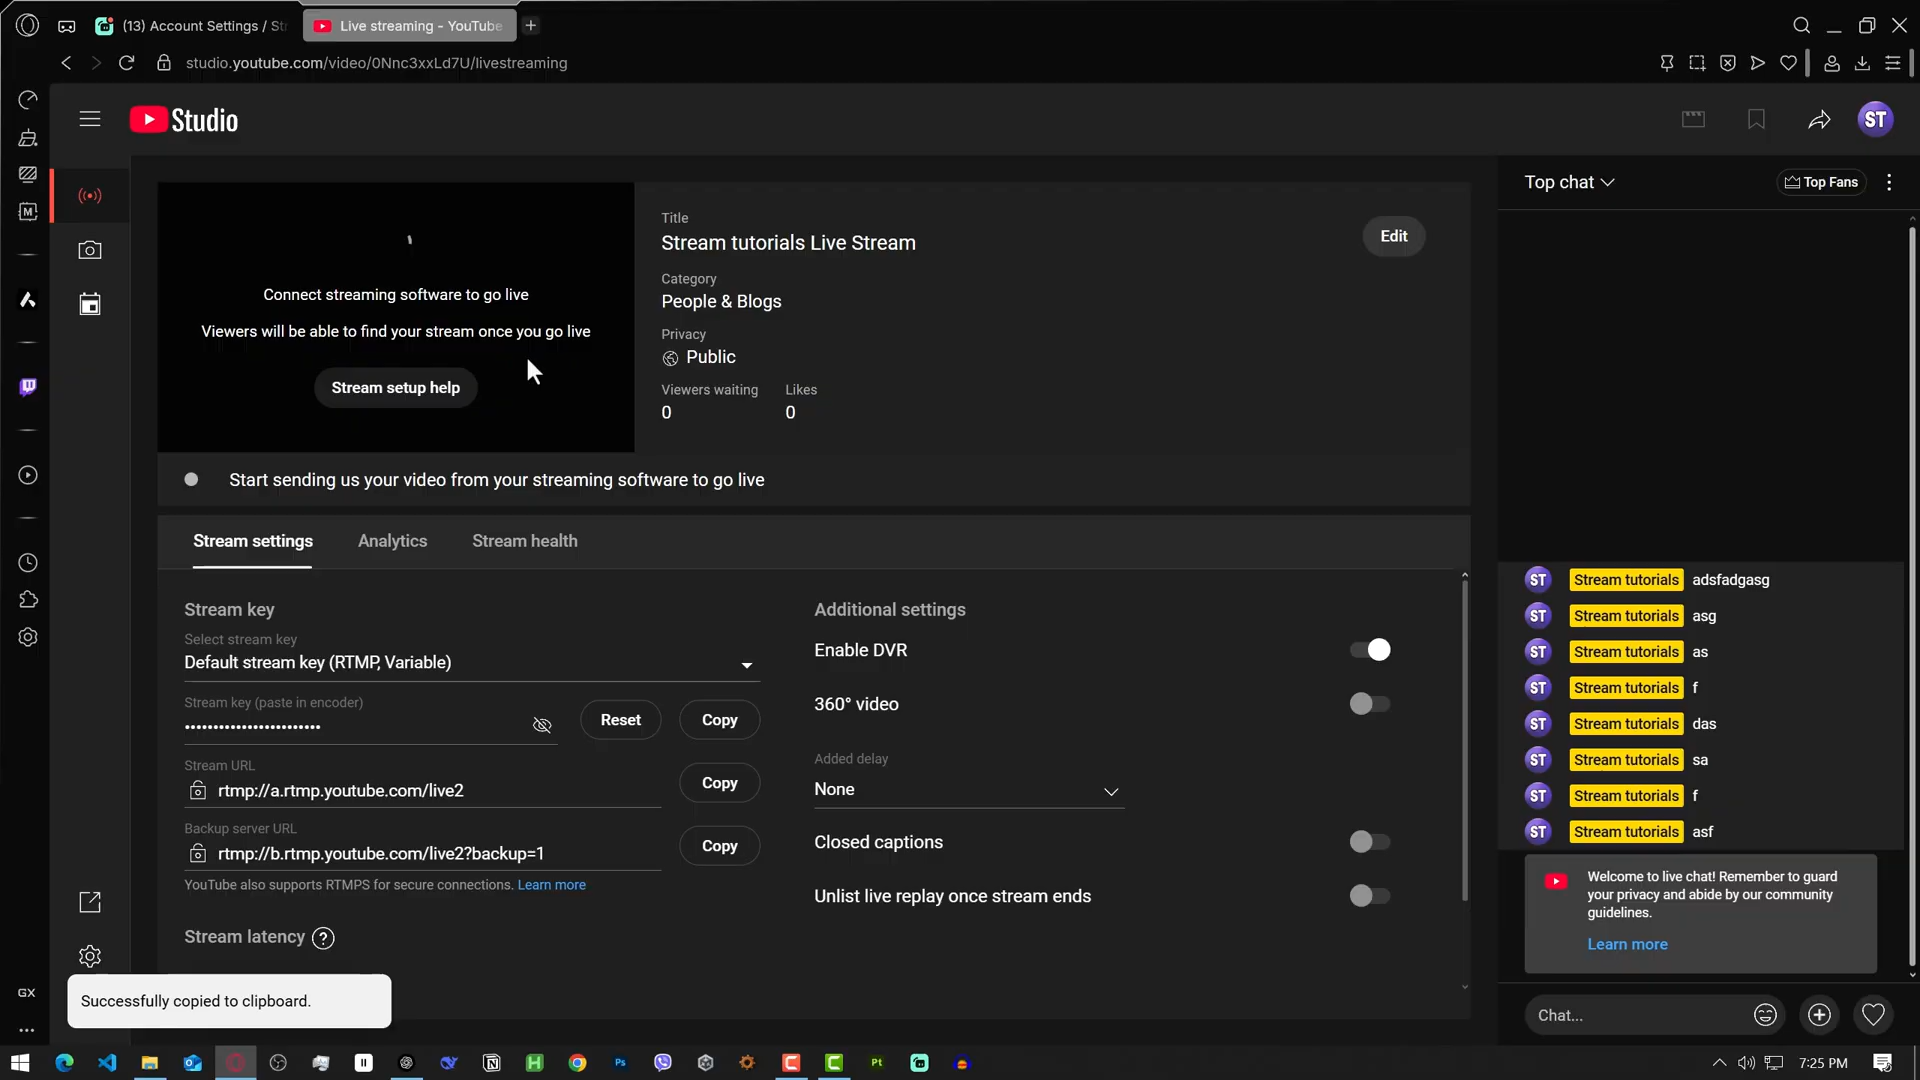 (13) Account Settings / St
Live streaming - YouTube
studio.youtube.com/video/0Nnc3xxLd7U/livestreaming
Studio
ST
M
GX
Connect streaming software to go live
Viewers will be able to find your stream once you go live
Stream setup help
Title
Stream tutorials Live Stream
Edit
Category
People & Blogs
Privacy
Public
Viewers waiting
Likes
0
0
Start sending us your video from your streaming software to go live
Stream settings
Analytics
Stream health
Stream key
Select stream key
Default stream key (RTMP, Variable)
Stream key (paste in encoder)
••••••••••••••••••••••••
Reset
Copy
Stream URL
rtmp://a.rtmp.youtube.com/live2
Copy
Backup server URL
rtmp://b.rtmp.youtube.com/live2?backup=1
Copy
YouTube also supports RTMPS for secure connections. Learn more
Stream latency
?
Additional settings
Enable DVR
360° video
Added delay
None
Closed captions
Unlist live replay once stream ends
Successfully copied to clipboard.
Top chat
Top Fans
ST Stream tutorials adsfadgasg
ST Stream tutorials asg
ST Stream tutorials as
ST Stream tutorials f
ST Stream tutorials das
ST Stream tutorials sa
ST Stream tutorials f
ST Stream tutorials asf
Welcome to live chat! Remember to guard
your privacy and abide by our community
guidelines.
Learn more
Chat...
Ps
Pt
7:25 PM